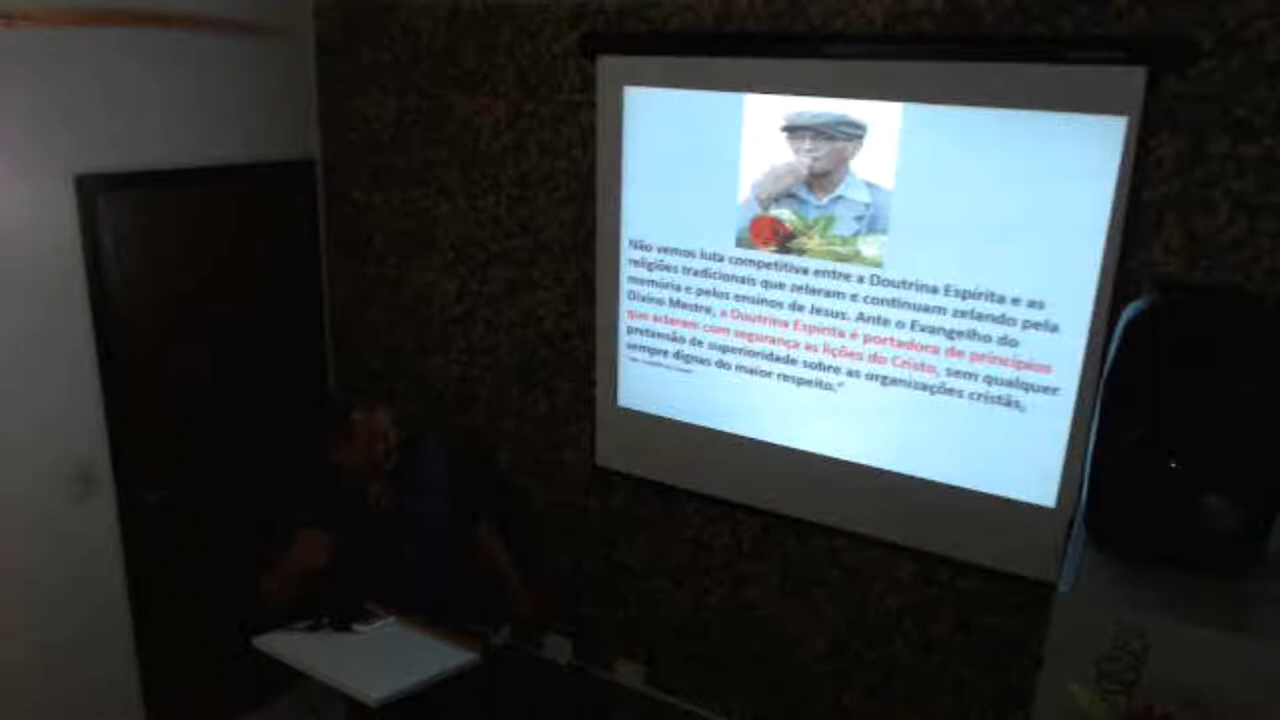 Não vemos luta competitiva entre a Doutrina Espírita e as
religiões tradicionais que zelaram e continuam zelando pela
memória e pelos ensinos de Jesus. Ante o Evangelho do
Divino Mestre, a Doutrina Espírita é portadora de princípios
que aclaram com segurança as lições do Cristo, sem qualquer
pretensão de superioridade sobre as organizações cristãs,
sempre dignas do maior respeito."